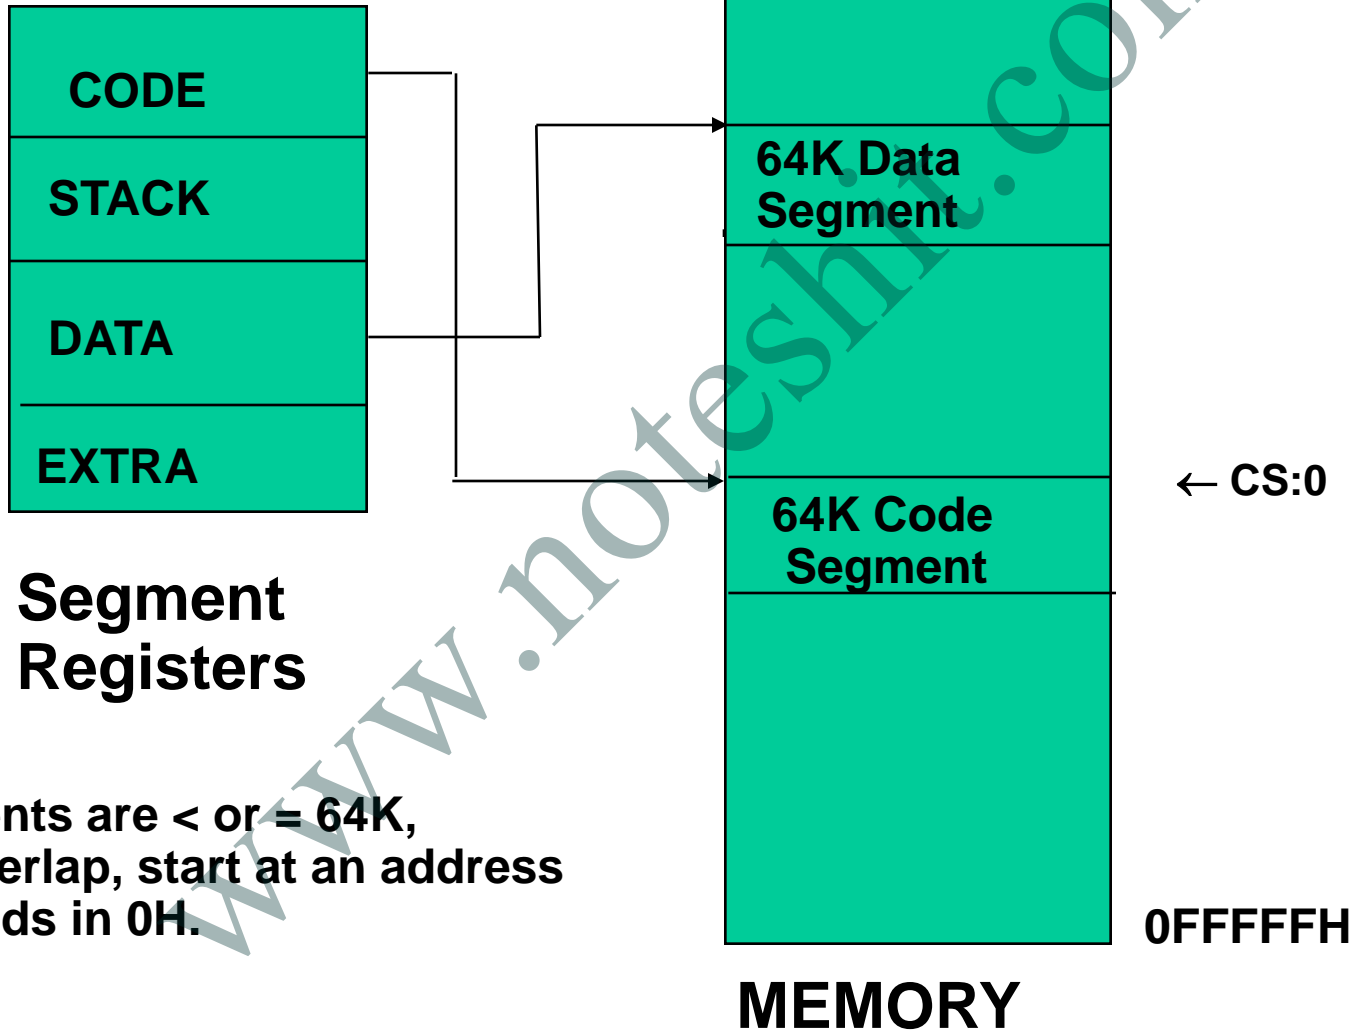 CODE
STACK
DATA
EXTRA
Segment
Registers
64K Data
Segment
64K Code
Segment
← CS:0
nts are < or = 64K,
erlap, start at an address
ds in 0H.
0FFFFFH
MEMORY
www.noteshit.com